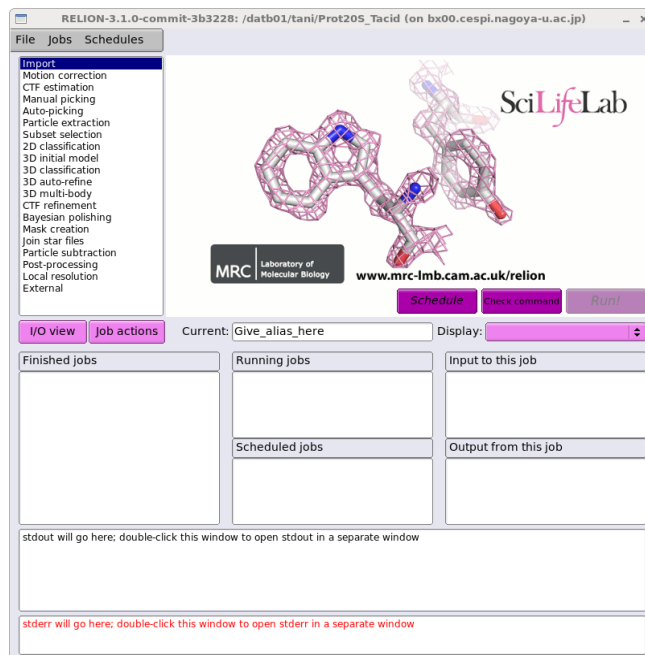 RELION-3.1.0-commit-3b3228: /datb01/tani/Prot20S_Tacid (on bx00.cespi.nagoya-u.ac.jp)
File Jobs Schedules
Import
Motion correction
CTF estimation
Manual picking
Auto-picking
Particle extraction
Subset selection
2D classification
3D initial model
3D classification
3D auto-refine
3D multi-body
CTF refinement
Bayesian polishing
Mask creation
Join star files
Particle subtraction
Post-processing
Local resolution
External
SciLifeLab
MRC
Laboratory of
Molecular Biology
www.mrc-lmb.cam.ac.uk/relion
Schedule Check command Run!
I/O view Job actions Current: Give_alias_here Display:
Finished jobs Running jobs Input to this job
Scheduled jobs Output from this job
stdout will go here; double-click this window to open stdout in a separate window
stderr will go here; double-click this window to open stderr in a separate window